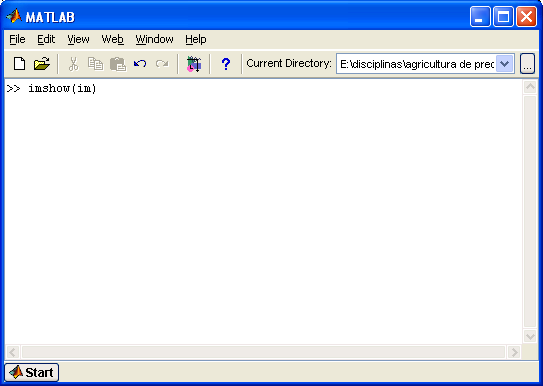 MATLAB
File Edit View Web Window Help
Current Directory: E:\disciplinas\agricultura de prec ...
>> imshow(im)
Start